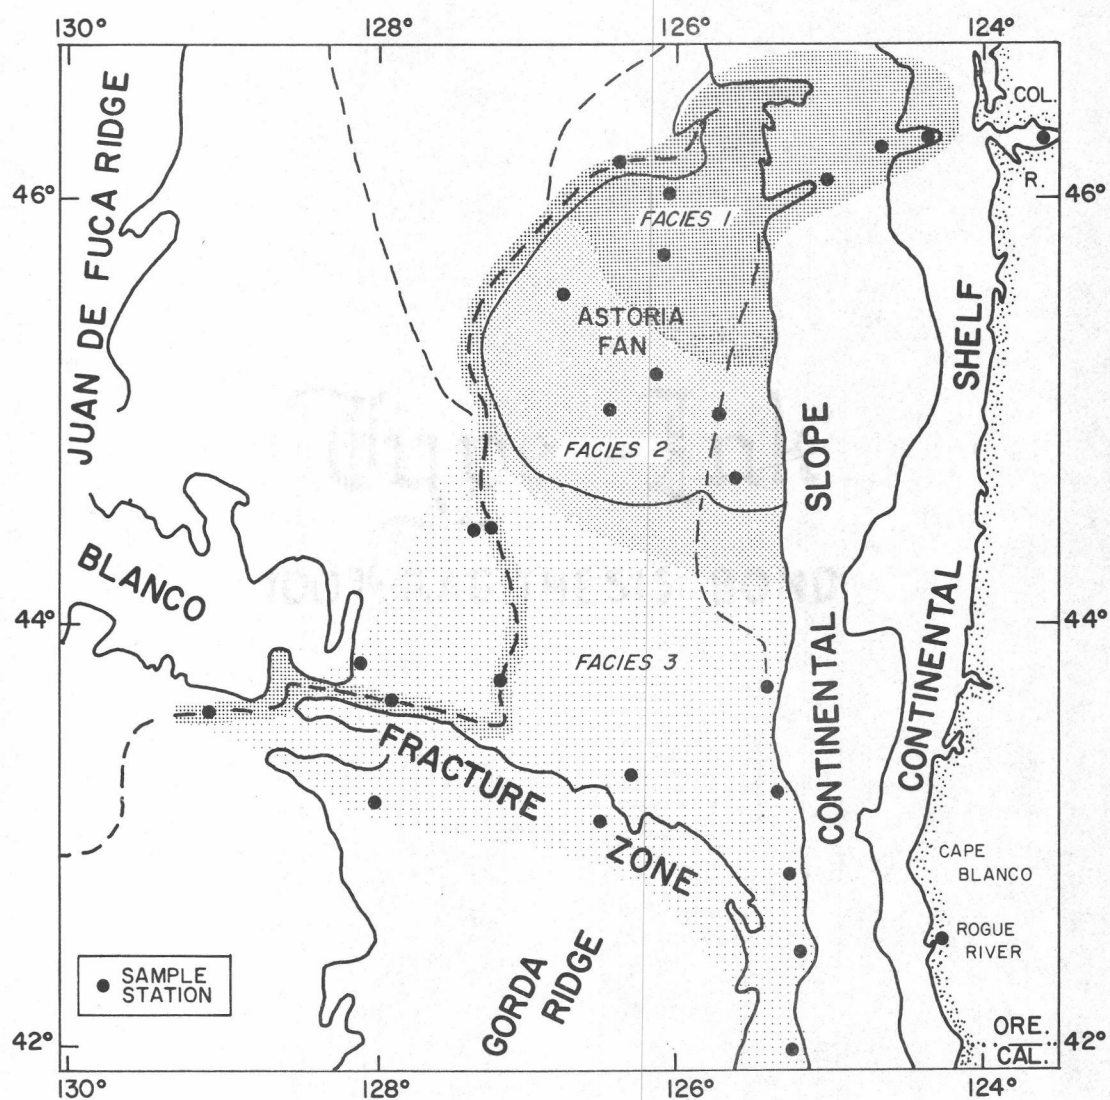 130°
128°
126°
124°
JUAN DE FUCA RIDGE
COL.
R.
46°
46°
FACIES 1
ASTORIA
FAN
SHELF
FACIES 2
SLOPE
BLANCO
44°
44°
FACIES 3
CONTINENTAL
CONTINENTAL
FRACTURE
ZONE
CAPE
BLANCO
ROGUE
RIVER
SAMPLE
STATION
GORDA
RIDGE
ORE.
CAL.
42°
42°
130°
128°
126°
124°